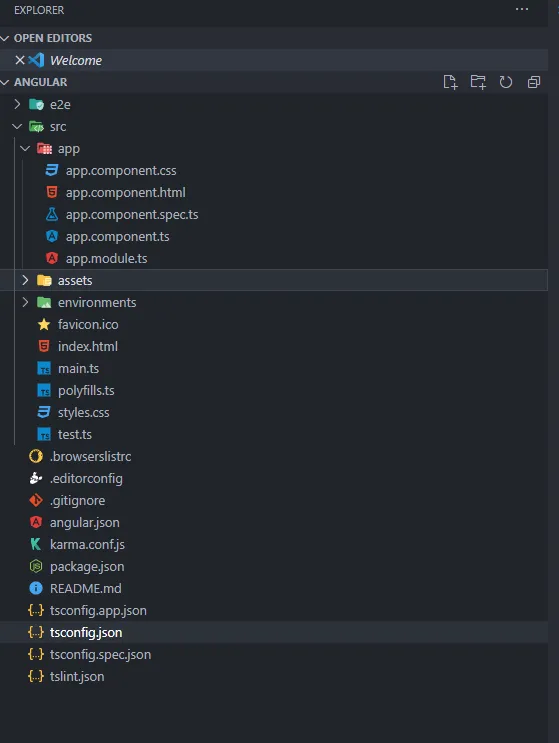 EXPLORER
OPEN EDITORS
Welcome
ANGULAR
e2e
src
app
app.component.css
app.component.html
app.component.spec.ts
app.component.ts
app.module.ts
assets
environments
favicon.ico
index.html
main.ts
polyfills.ts
styles.css
test.ts
.browserslistrc
.editorconfig
.gitignore
angular.json
karma.conf.js
package.json
README.md
tsconfig.app.json
tsconfig.json
tsconfig.spec.json
tslint.json